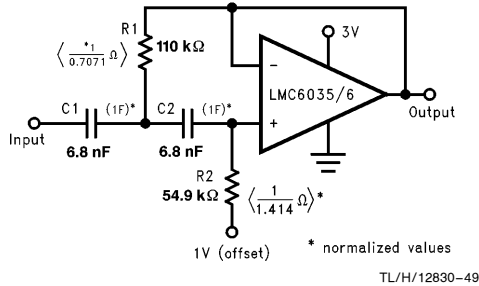 R1
⟨ *1 / 0.7071 Ω ⟩
110 kΩ
3V
−
LMC6035/6
+
Output
C1 (1F)*
C2 (1F)*
Input
6.8 nF
6.8 nF
R2
54.9 kΩ
⟨ 1 / 1.414 Ω ⟩*
1V (offset)
* normalized values
TL/H/12830–49